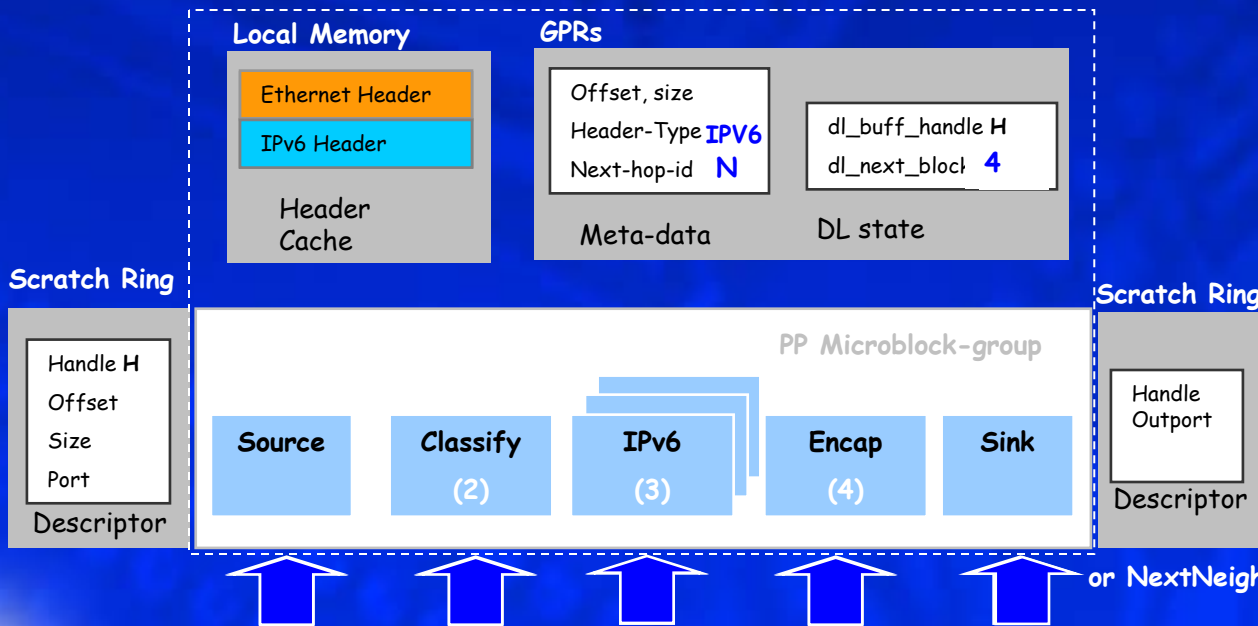 Local Memory
Ethernet Header
IPv6 Header
Header
Cache
GPRs
Offset, size
Header-Type IPV6
Next-hop-id N
Meta-data
dl_buff_handle H
dl_next_block 4
DL state
Scratch Ring
Handle H
Offset
Size
Port
Descriptor
PP Microblock-group
Source
Classify
(2)
IPv6
(3)
Encap
(4)
Sink
Scratch Ring
Handle
Outport
Descriptor
or NextNeigh